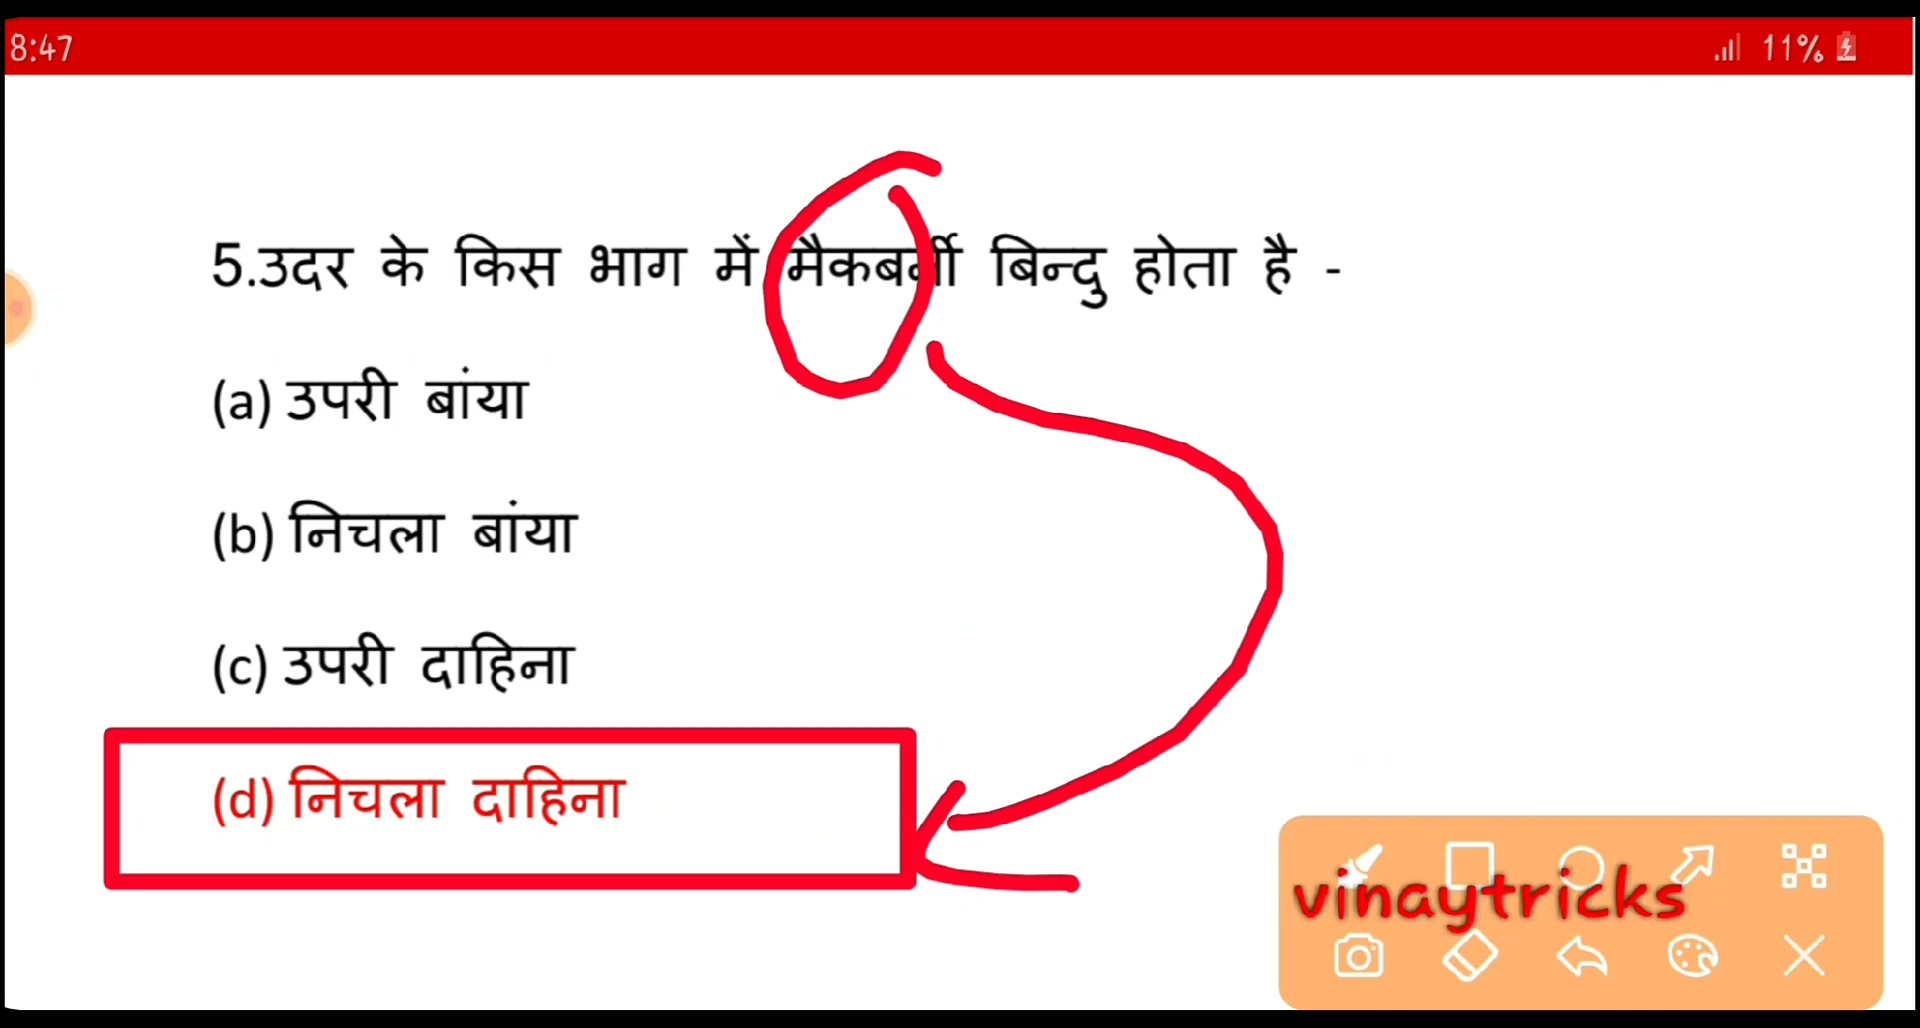 8:47
11%
5.उदर के किस भाग में मैकबर्नी बिन्दु होता है -
(a) उपरी बांया
(b) निचला बांया
(c) उपरी दाहिना
(d) निचला दाहिना
vinaytricks